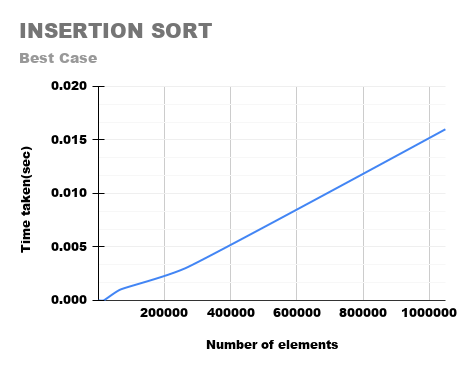 INSERTION SORT
Best Case
0.020
0.015
0.010
0.005
0.000
Time taken(sec)
200000 400000 600000 800000 1000000
Number of elements